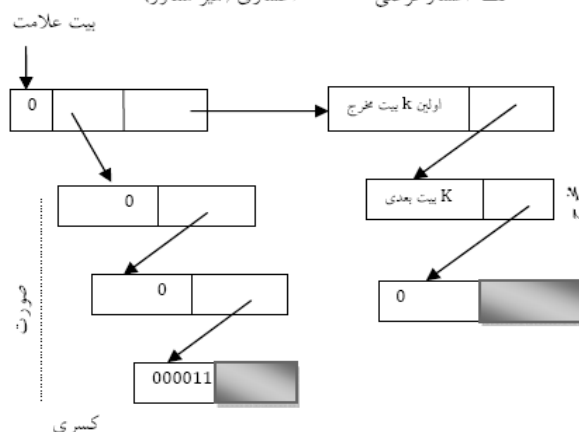 بیت علامت
0
اولین k بیت مخرج
0
K بیت بعدی
0
0
000011
صورت
کسری